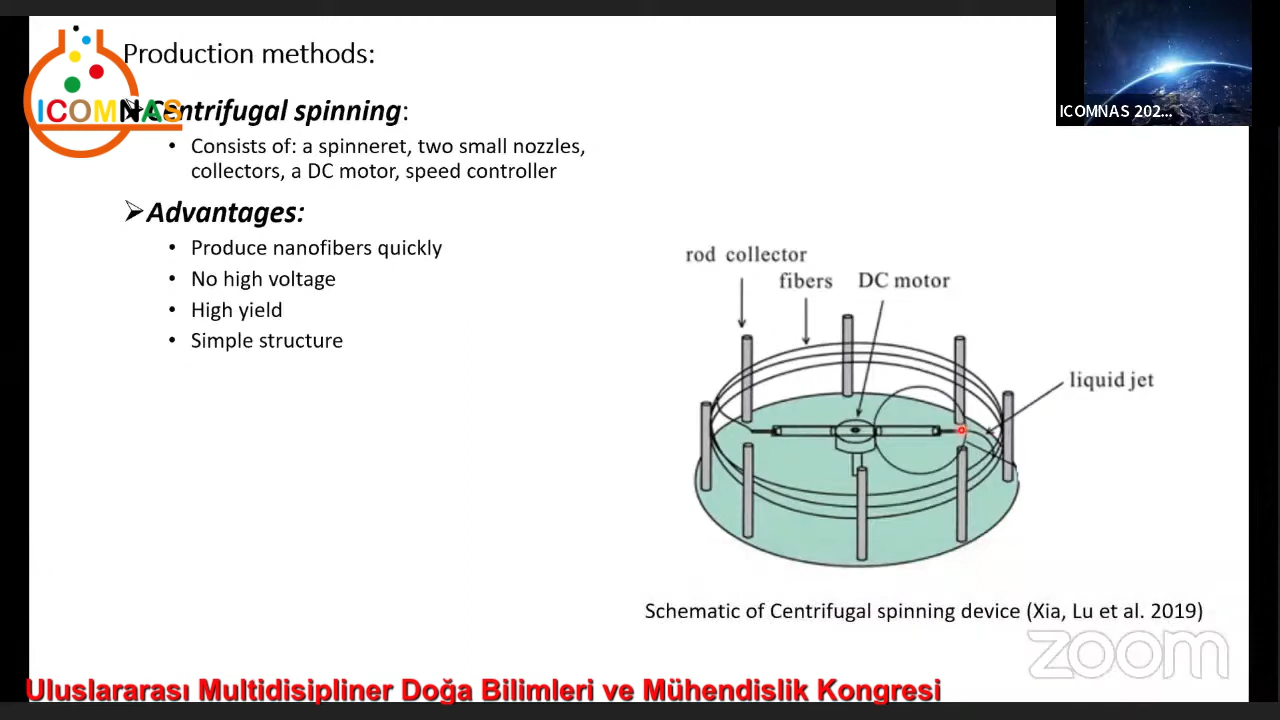 Production methods:
ICOMNAS
Centrifugal spinning:
• Consists of: a spinneret, two small nozzles,
collectors, a DC motor, speed controller
Advantages:
• Produce nanofibers quickly
• No high voltage
• High yield
• Simple structure
ICOMNAS 202...
rod collector
fibers
DC motor
liquid jet
Schematic of Centrifugal spinning device (Xia, Lu et al. 2019)
zoom
Uluslararası Multidisipliner Doğa Bilimleri ve Mühendislik Kongresi